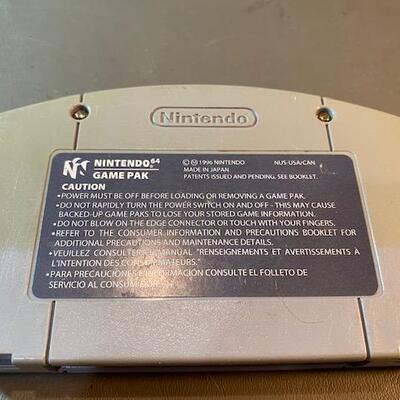 Nintendo
NINTENDO 64
GAME PAK
© Ⓜ 1996 NINTENDO NUS-USA/CAN
MADE IN JAPAN
PATENTS ISSUED AND PENDING. SEE BOOKLET.
CAUTION
•POWER MUST BE OFF BEFORE LOADING OR REMOVING A GAME PAK.
•DO NOT RAPIDLY TURN THE POWER SWITCH ON AND OFF – THIS MAY CAUSE
BACKED-UP GAME PAKS TO LOSE YOUR STORED GAME INFORMATION.
•DO NOT BLOW ON THE EDGE CONNECTOR OR TOUCH WITH YOUR FINGERS.
•REFER TO THE CONSUMER INFORMATION AND PRECAUTIONS BOOKLET FOR
ADDITIONAL PRECAUTIONS AND MAINTENANCE DETAILS.
•VEUILLEZ CONSULTER LE MANUEL "RENSEIGNEMENTS ET AVERTISSEMENTS À
L'INTENTION DES CONSOMMATEURS."
•PARA PRECAUCIONES E INFORMACIÓN CONSULTE EL FOLLETO DE
SERVICIO AL CONSUMIDOR.